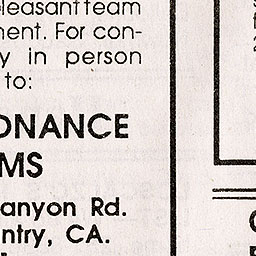 pleasant team
ment. For con-
y in person
to:
ONANCE
MS
anyon Rd.
ntry, CA.